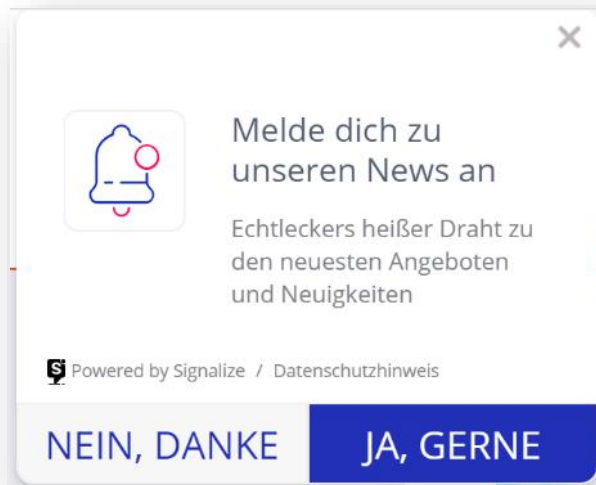 Melde dich zu
unseren News an
Echtleckers heißer Draht zu
den neuesten Angeboten
und Neuigkeiten
Powered by Signalize / Datenschutzhinweis
NEIN, DANKE JA, GERNE